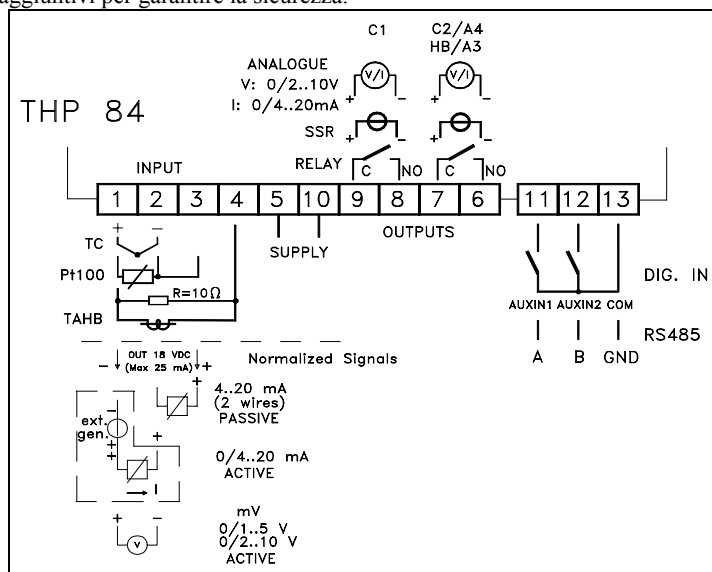 aggiuntivi per garantire la sicurezza.
C1 C2/A4
HB/A3
ANALOGUE
V: 0/2..10V
I: 0/4..20mA
V/I V/I
+ - + -
THP 84
SSR
+ - + -
RELAY C NO C NO
INPUT
1 2 3 4 5 10 9 8 7 6 11 12 13
+ -
TC
SUPPLY
OUTPUTS
Pt100
DIG. IN
R=10Ω
TAHB
AUXIN1 AUXIN2 COM
RS485
A B GND
- OUT 18 VDC +
(Max 25 mA)
Normalized Signals
+
4..20 mA
(2 wires)
PASSIVE
-
ext.
gen.
+
+ +
0/4..20 mA
ACTIVE
I
mV
0/1..5 V
0/2..10 V
ACTIVE
+ -
V